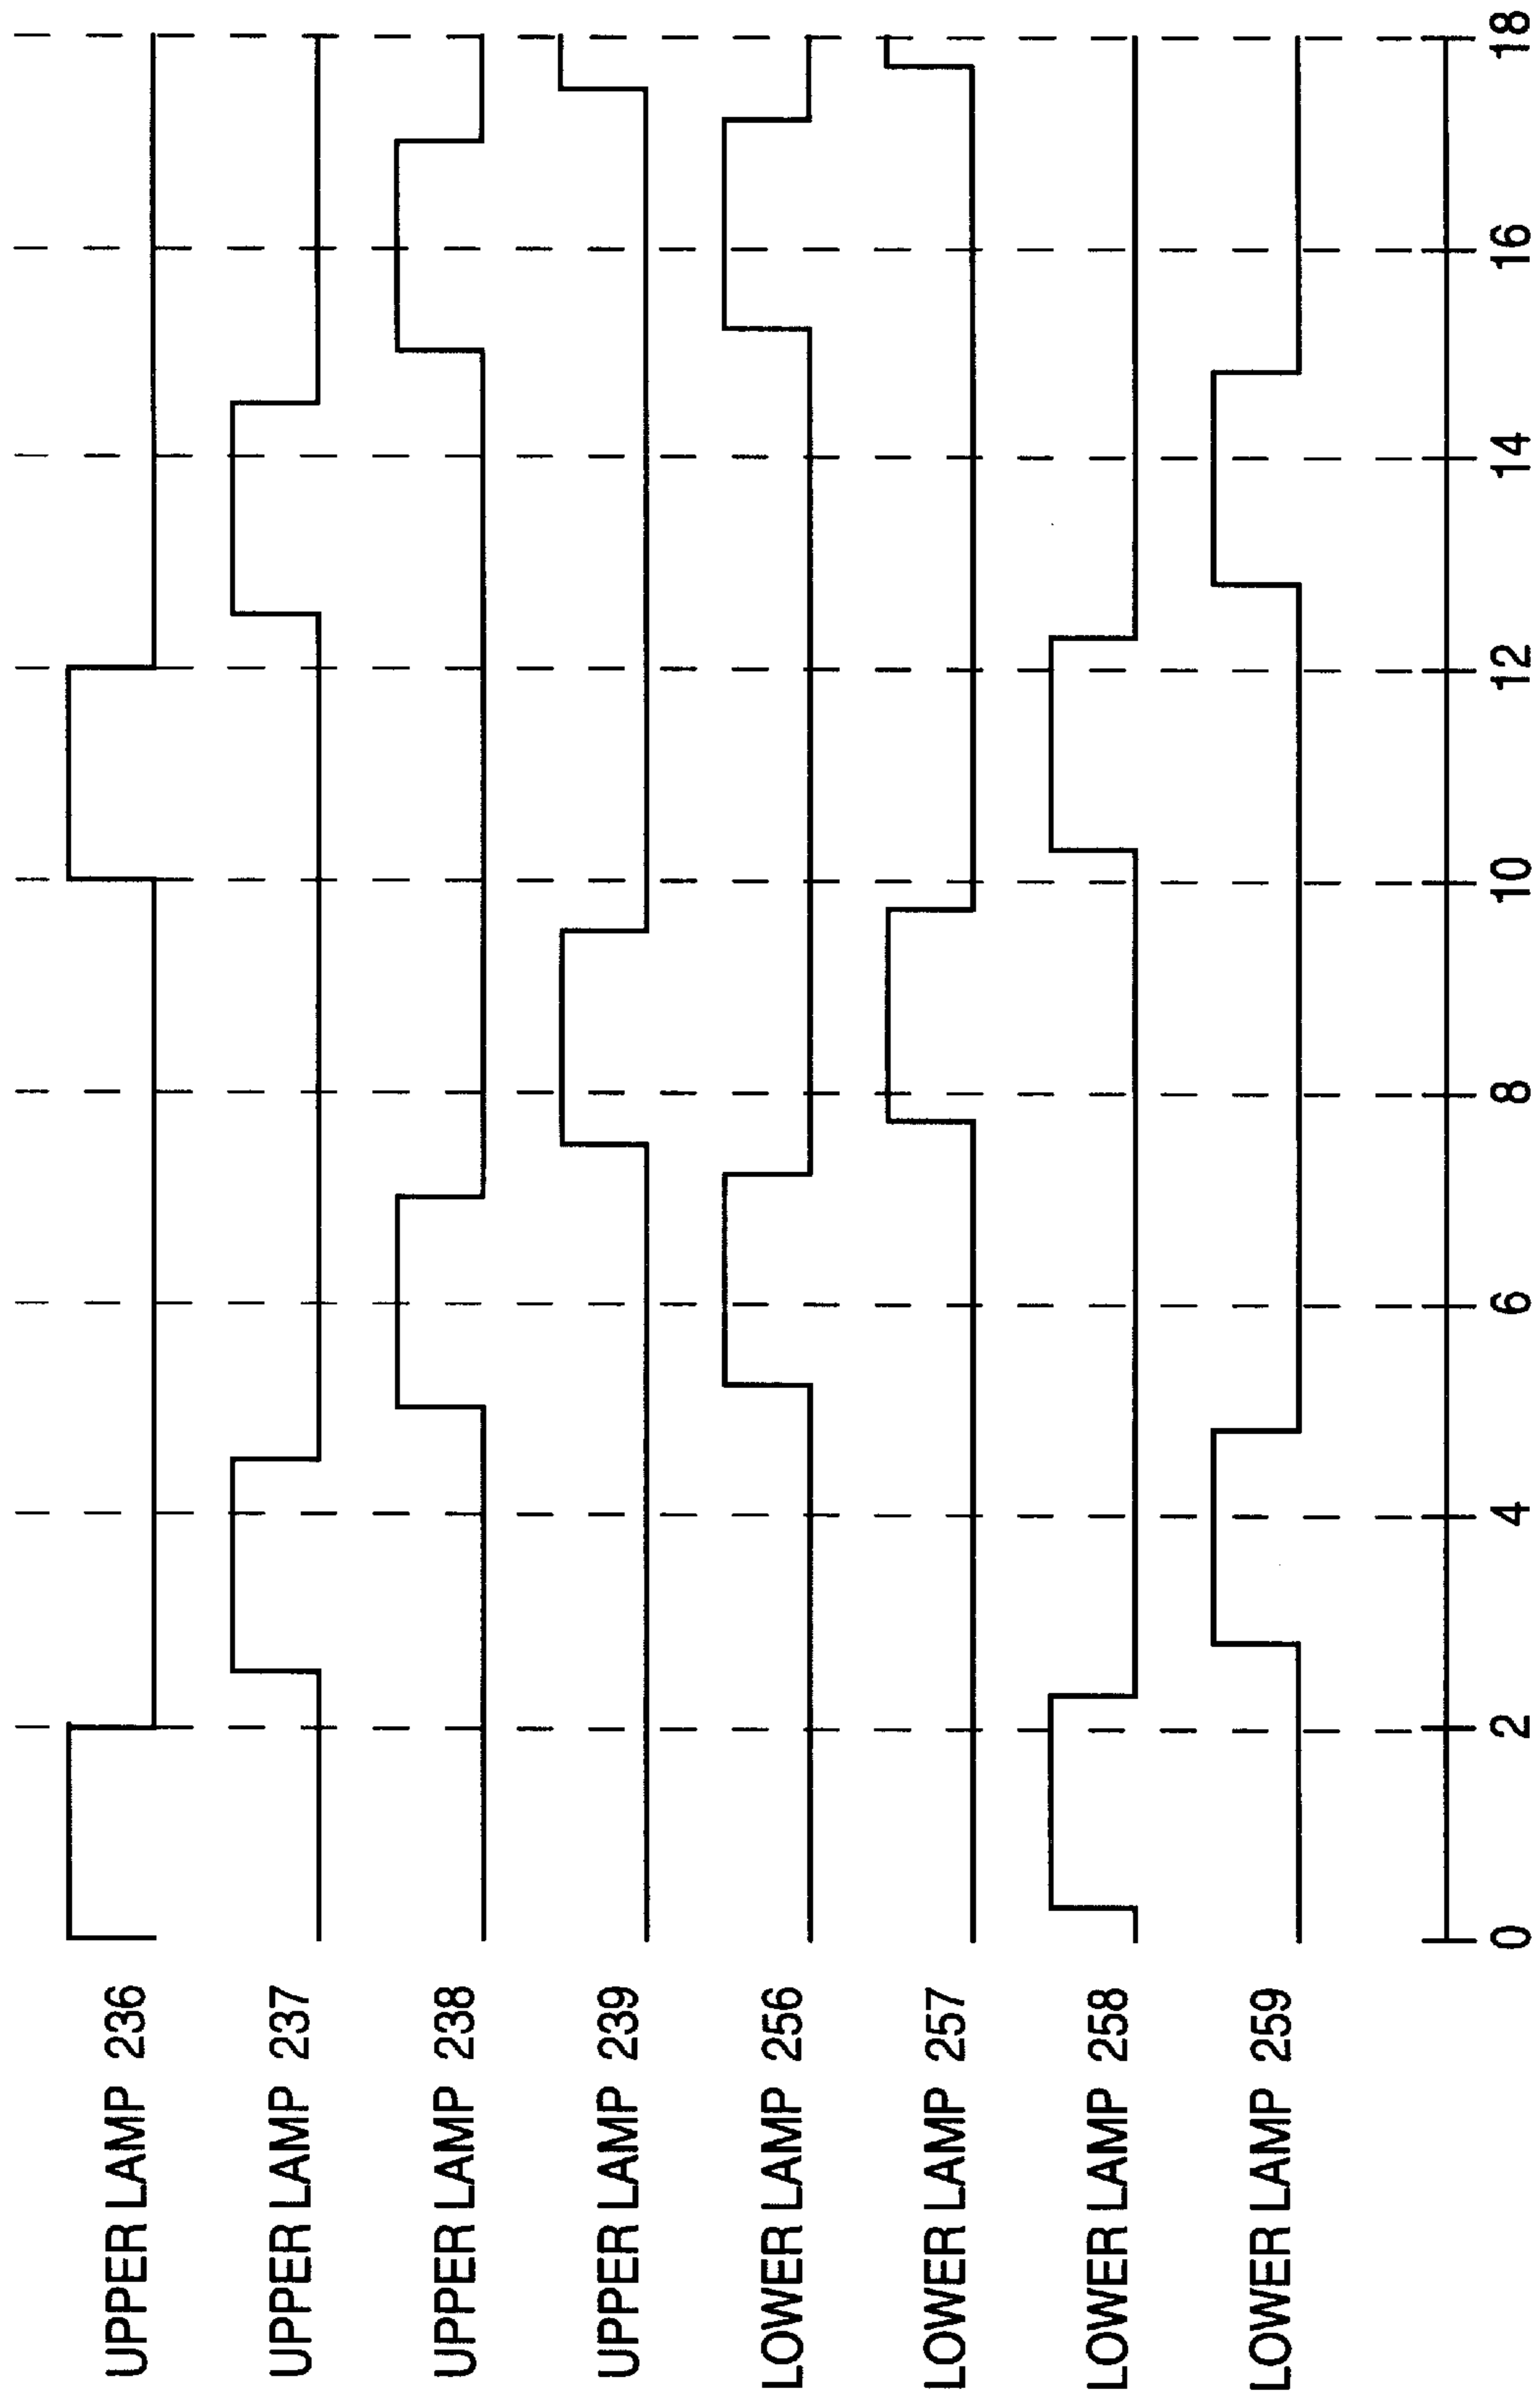 UPPER LAMP 236
UPPER LAMP 237
UPPER LAMP 238
UPPER LAMP 239
LOWER LAMP 256
LOWER LAMP 257
LOWER LAMP 258
LOWER LAMP 259
0 2 4 6 8 10 12 14 16 18